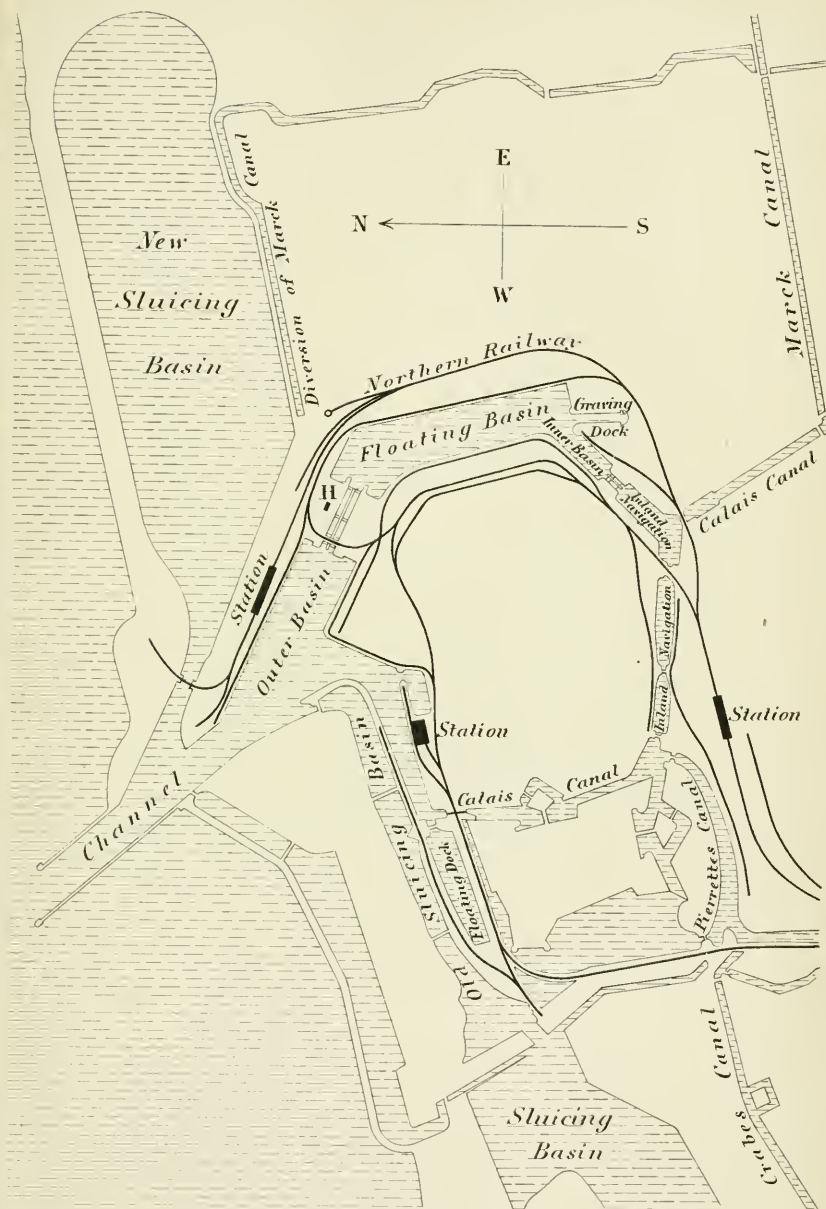 New
Sluicing
Basin
Diversion of Marck Canal
E
N
S
W
Marck Canal
Northern Railway
Floating Basin
Graving
Dock
Inner Basin
Inland
Navigation
Calais Canal
H
Station
Outer Basin
Inland Navigation
Station
Station
Channel
Calais Canal
Old Sluicing Basin
Floating Dock
Pierrettes Canal
Sluicing
Basin
Crabes Canal